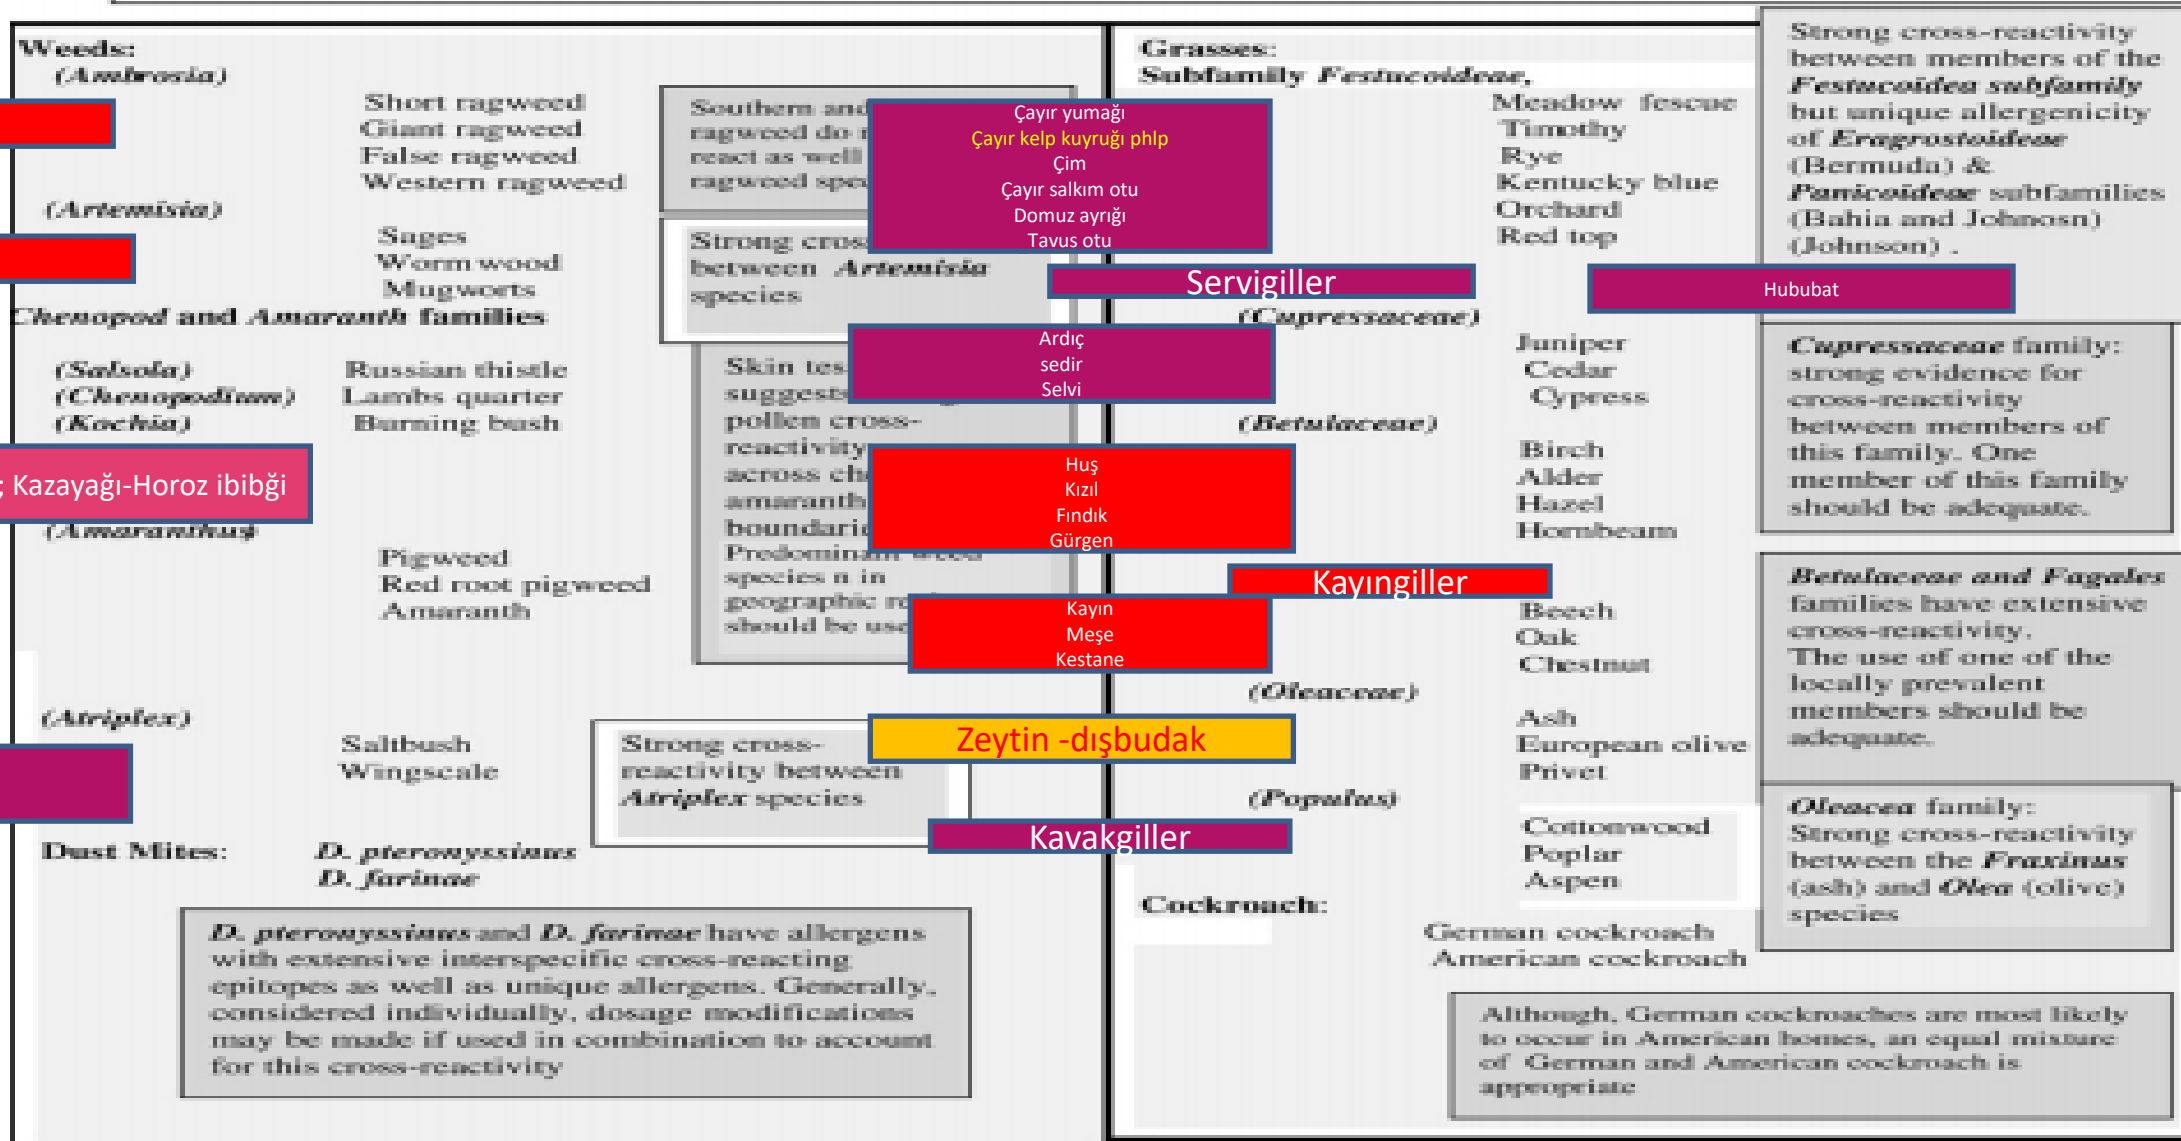 Weeds:
(Ambrosia)
Short ragweed
Giant ragweed
False ragweed
Western ragweed
Southern and
ragweed do
react as well
ragweed
(Artemisia)
Sages
Worm wood
Mugworts
Strong
between Artemisia
species
Chenopod and Amaranth families
(Salsola) Russian thistle
(Chenopodium) Lambs quarter
(Kochia) Burning bush
; Kazayağı-Horoz ibibği
(Amaranthus)
Pigweed
Red root pigweed
Amaranth
Skin
pollen cross-
reactivity
across
amaranth
Predominant weed
species n in
geographic
should be
(Atriplex)
Saltbush
Wingscale
Strong cross-
reactivity between
Atriplex species
Dust Mites: D. pteronyssinus
D. farinae
D. pteronyssinus and D. farinae have allergens
with extensive interspecific cross-reacting
epitopes as well as unique allergens. Generally,
considered individually, dosage modifications
may be made if used in combination to account
for this cross-reactivity
Çayır yumağı
Çayır kelp kuyruğı phlp
Çim
Çayır salkım otu
Domuz ayrığı
Tavus otu
Servigiller
Ardıç
sedir
Selvi
Huş
Kızıl
Fındık
Gürgen
Kayıngiller
Kayın
Meşe
Kestane
Zeytin -dışbudak
Kavakgiller
Grasses:
Subfamily Festucoideae,
Meadow fescue
Timothy
Rye
Kentucky blue
Orchard
Red top
Hububat
(Cupressaceae)
Juniper
Cedar
Cypress
(Betulaceae)
Birch
Alder
Hazel
Hornbeam
Beech
Oak
Chestnut
(Oleaceae)
Ash
European olive
Privet
(Populus)
Cottonwood
Poplar
Aspen
Cockroach:
German cockroach
American cockroach
Although, German cockroaches are most likely
to occur in American homes, an equal mixture
of German and American cockroach is
appropriate
Strong cross-reactivity
between members of the
Festucoidea subfamily
but unique allergenicity
of Eragrostoideae
(Bermuda) &
Panicoideae subfamilies
(Bahia and Johnosn)
(Johnson) .
Cupressaceae family:
strong evidence for
cross-reactivity
between members of
this family. One
member of this family
should be adequate.
Betulaceae and Fagales
families have extensive
cross-reactivity.
The use of one of the
locally prevalent
members should be
adequate.
Oleacea family:
Strong cross-reactivity
between the Fraxinus
(ash) and Olea (olive)
species